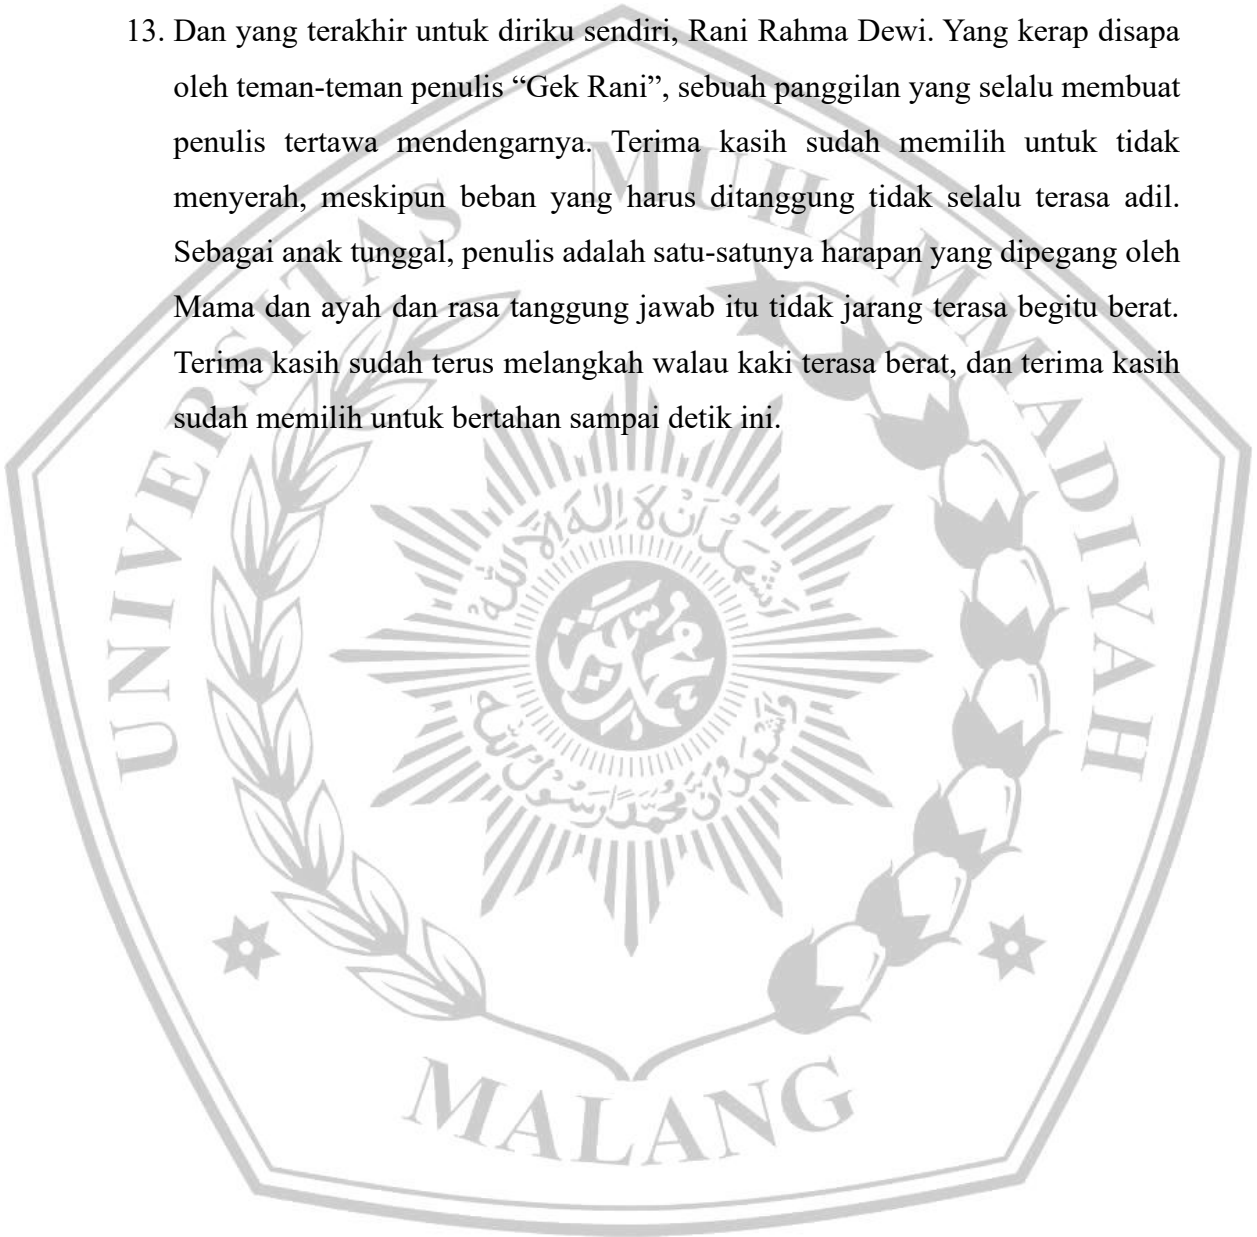 13. Dan yang terakhir untuk diriku sendiri, Rani Rahma Dewi. Yang kerap disapa
oleh teman-teman penulis “Gek Rani”, sebuah panggilan yang selalu membuat
penulis tertawa mendengarnya. Terima kasih sudah memilih untuk tidak
menyerah, meskipun beban yang harus ditanggung tidak selalu terasa adil.
Sebagai anak tunggal, penulis adalah satu-satunya harapan yang dipegang oleh
Mama dan ayah dan rasa tanggung jawab itu tidak jarang terasa begitu berat.
Terima kasih sudah terus melangkah walau kaki terasa berat, dan terima kasih
sudah memilih untuk bertahan sampai detik ini.
UNIVERSITAS MUHAMMADIYAH
MALANG